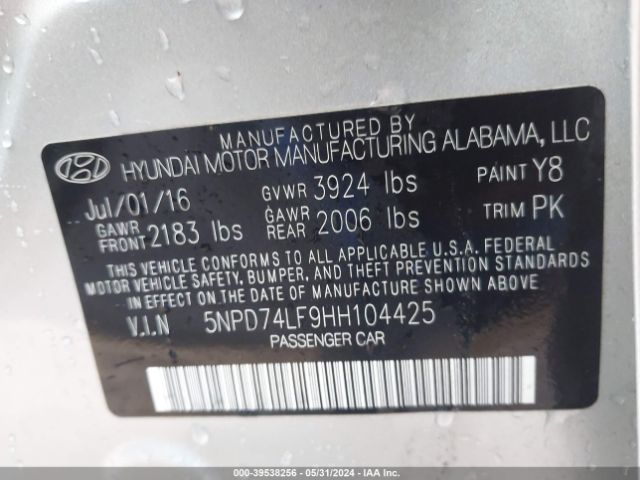 MANUFACTURED BY
HYUNDAI MOTOR MANUFACTURING ALABAMA, LLC
Jul/01/16 GVWR 3924 lbs PAINT Y8
GAWR FRONT 2183 lbs GAWR REAR 2006 lbs TRIM PK
THIS VEHICLE CONFORMS TO ALL APPLICABLE U.S.A. FEDERAL
MOTOR VEHICLE SAFETY, BUMPER, AND THEFT PREVENTION STANDARDS
IN EFFECT ON THE DATE OF MANUFACTURE SHOWN ABOVE
V.I.N 5NPD74LF9HH104425
PASSENGER CAR
000-39538256 - 05/31/2024 - IAA Inc.